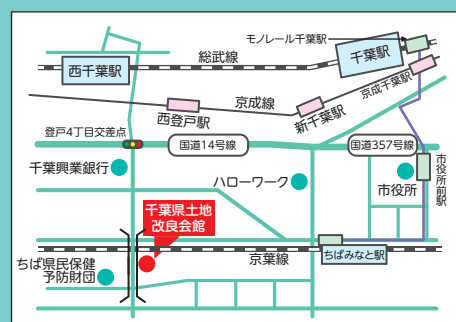 モノレール千葉駅
千葉駅
総武線
西千葉駅
京成千葉駅
京成線
西登戸駅
新千葉駅
登戸4丁目交差点
国道14号線
国道357号線
千葉興業銀行
ハローワーク
市役所
市役所前駅
千葉県土地
改良会館
京葉線
ちばみなと駅
ちば県民保健
予防財団